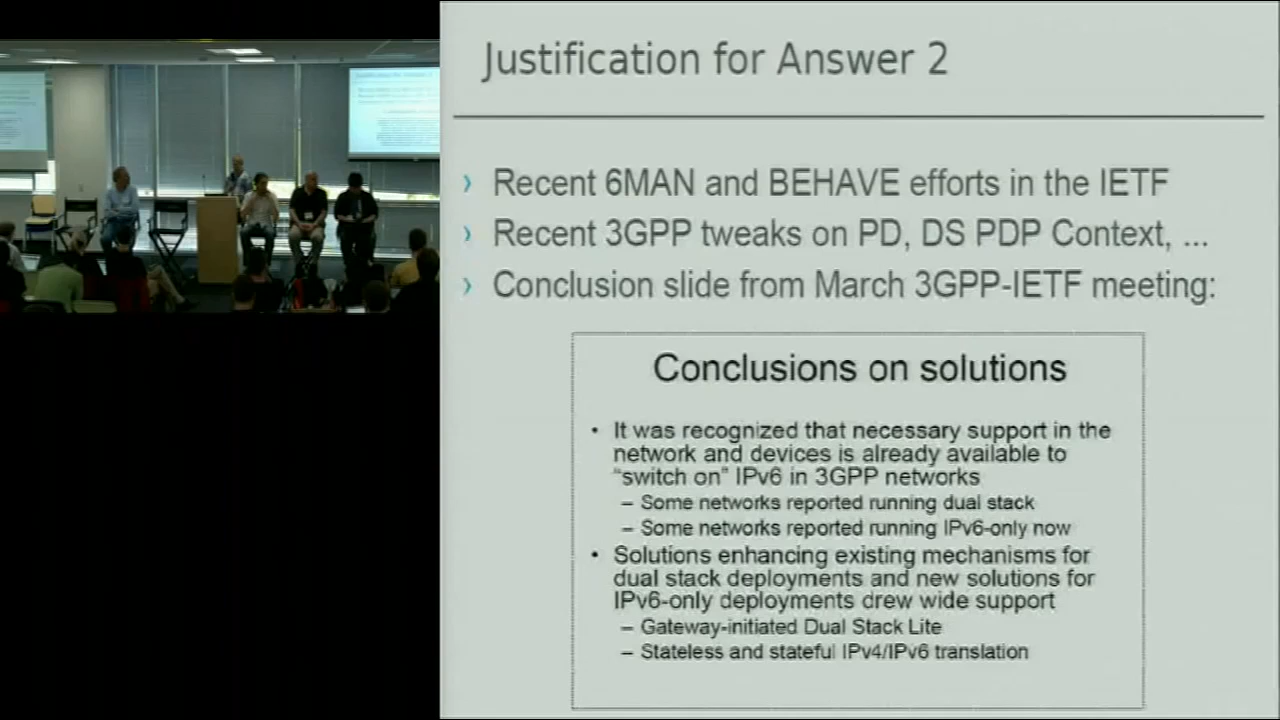 Justification for Answer 2
› Recent 6MAN and BEHAVE efforts in the IETF
› Recent 3GPP tweaks on PD, DS PDP Context, ...
› Conclusion slide from March 3GPP-IETF meeting:
Conclusions on solutions
• It was recognized that necessary support in the
network and devices is already available to
"switch on" IPv6 in 3GPP networks
– Some networks reported running dual stack
– Some networks reported running IPv6-only now
• Solutions enhancing existing mechanisms for
dual stack deployments and new solutions for
IPv6-only deployments drew wide support
– Gateway-initiated Dual Stack Lite
– Stateless and stateful IPv4/IPv6 translation